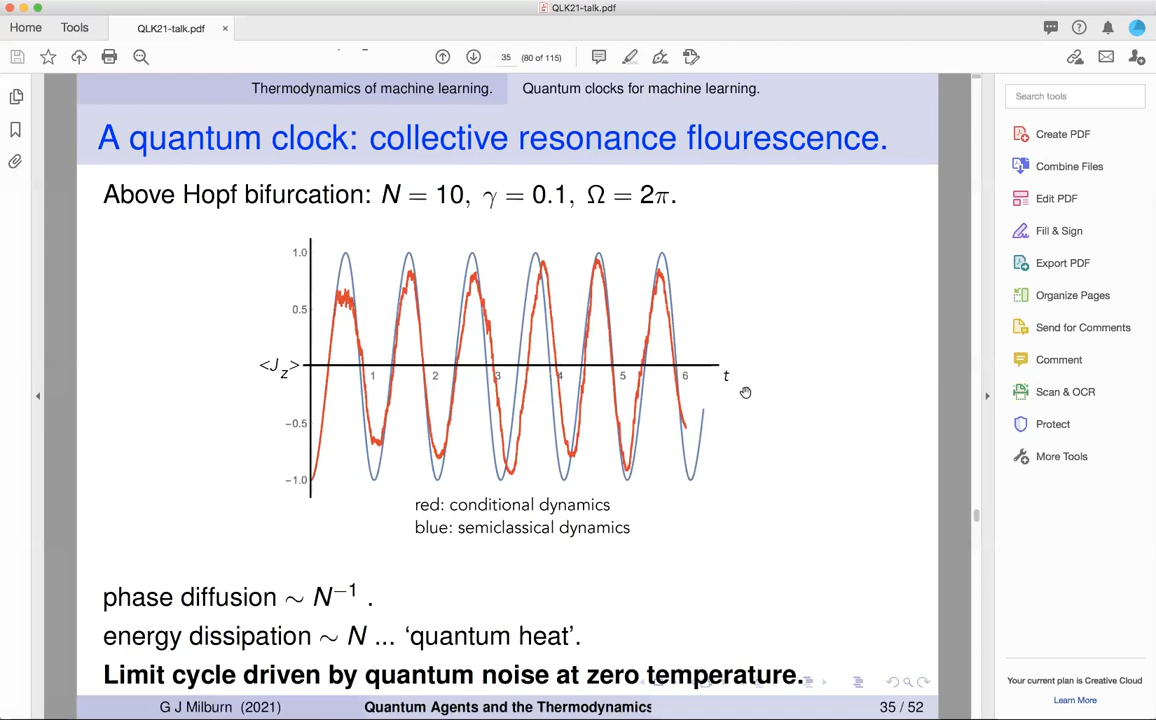 QLK21-talk.pdf
Home
Tools
QLK21-talk.pdf
×
35 (80 of 115)
Thermodynamics of machine learning.
Quantum clocks for machine learning.
A quantum clock: collective resonance flourescence.
Above Hopf bifurcation: N = 10, γ = 0.1, Ω = 2π.
1.0
0.5
<J_z>
1 2 3 4 5 6
t
−0.5
−1.0
red: conditional dynamics
blue: semiclassical dynamics
phase diffusion ∼ N⁻¹ .
energy dissipation ∼ N ... ‘quantum heat’.
Limit cycle driven by quantum noise at zero temperature.
G J Milburn (2021)
Quantum Agents and the Thermodynamics
35 / 52
Search tools
Create PDF
Combine Files
Edit PDF
Fill & Sign
Export PDF
Organize Pages
Send for Comments
Comment
Scan & OCR
Protect
More Tools
Your current plan is Creative Cloud
Learn More